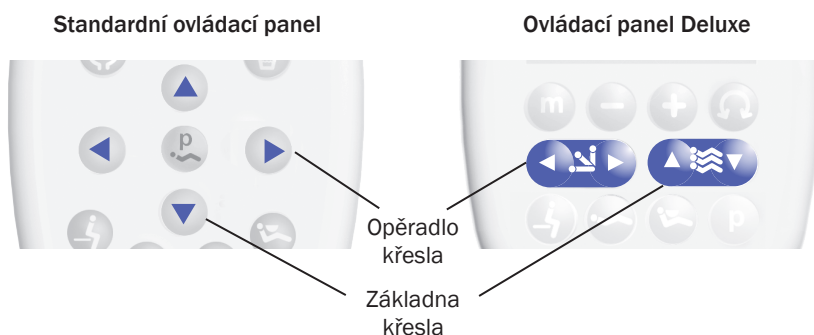 Standardní ovládací panel
Ovládací panel Deluxe
p
m
p
Opěradlo
křesla
Základna
křesla